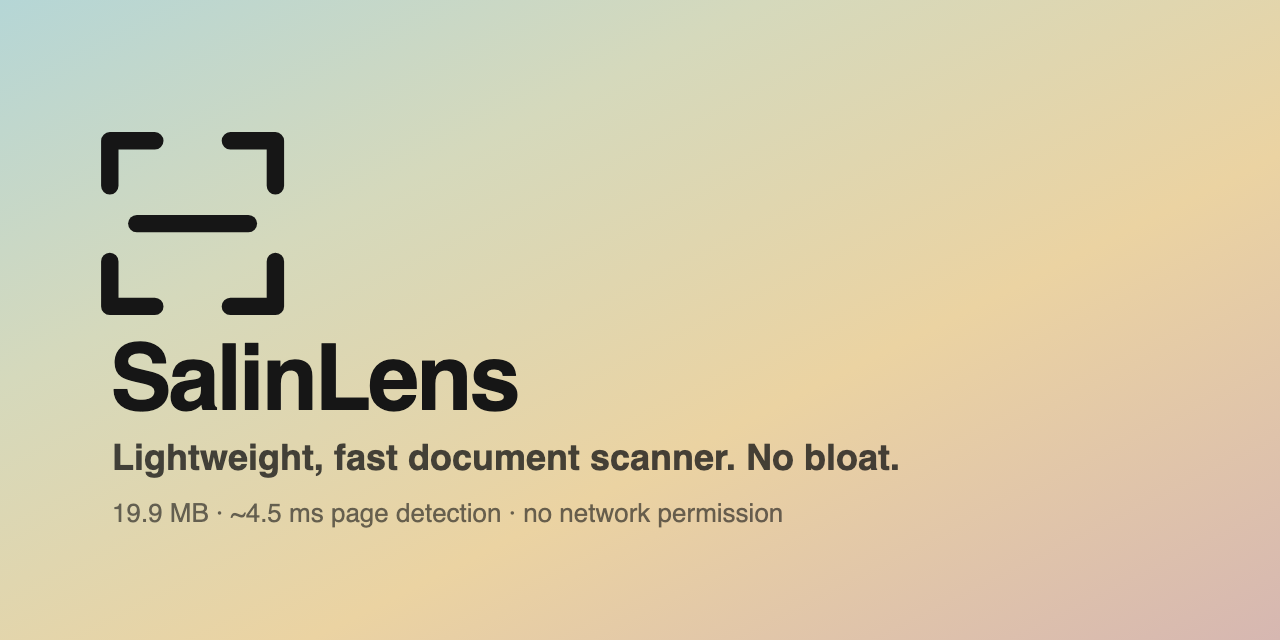 SalinLens
Lightweight, fast document scanner. No bloat.
19.9 MB · ~4.5 ms page detection · no network permission